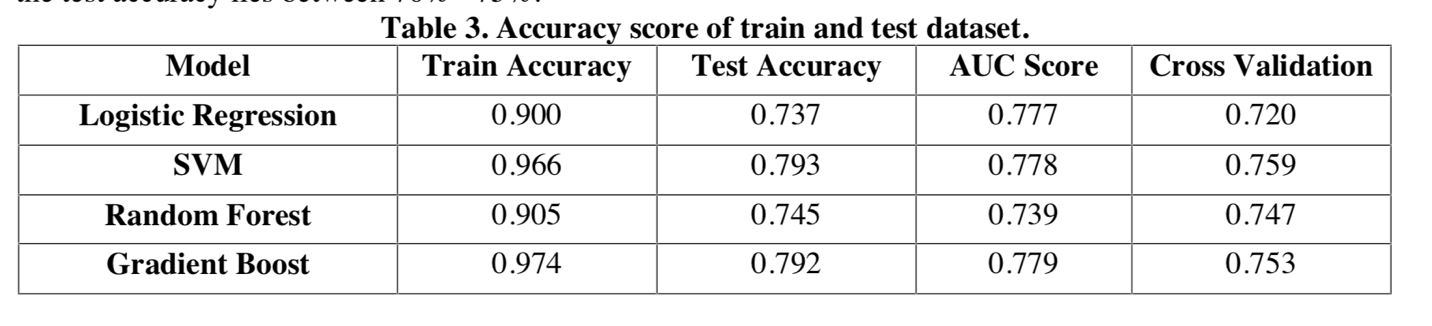 Table 3. Accuracy score of train and test dataset.
Model Train Accuracy Test Accuracy AUC Score Cross Validation
Logistic Regression 0.900 0.737 0.777 0.720
SVM 0.966 0.793 0.778 0.759
Random Forest 0.905 0.745 0.739 0.747
Gradient Boost 0.974 0.792 0.779 0.753